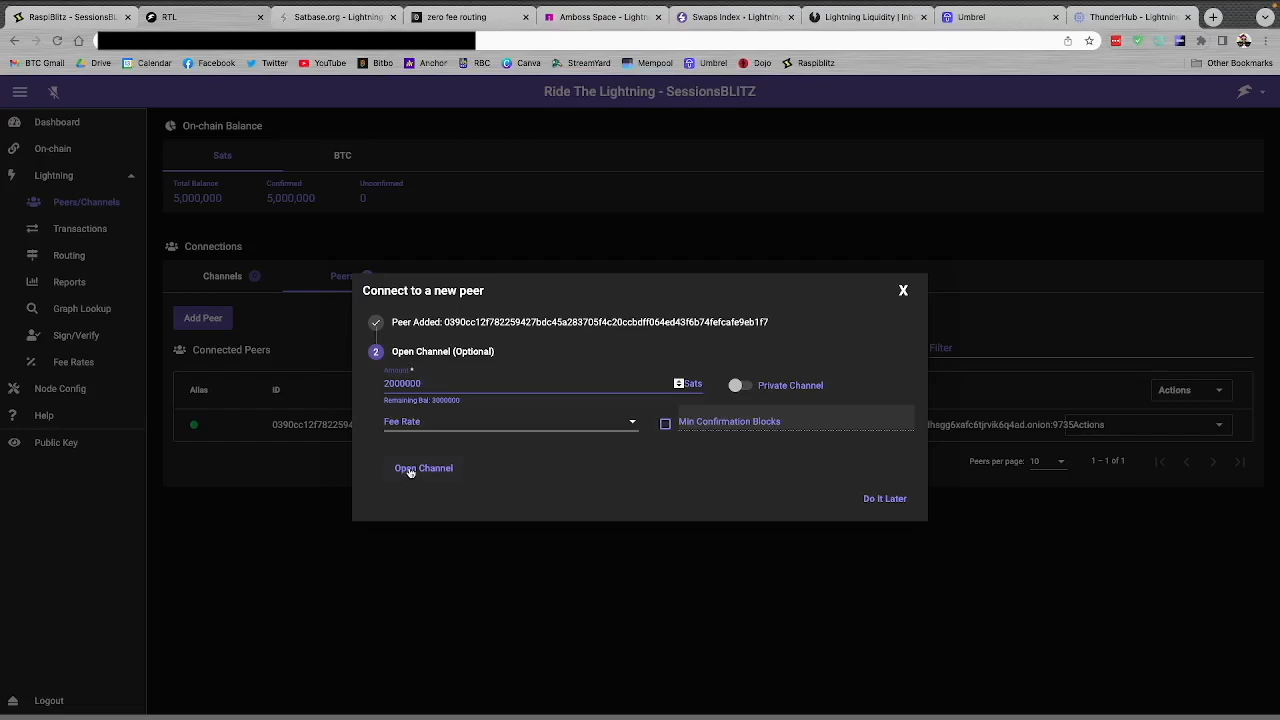 RaspiBlitz - SessionsBL
RTL
Satbase.org - Lightning
zero fee routing
Amboss Space - Lightnin
Swaps Index - Lightning
Lightning Liquidity | Inb
Umbrel
ThunderHub - Lightning
BTC Gmail
Drive
Calendar
Facebook
Twitter
YouTube
Bitbo
Anchor
RBC
Canva
StreamYard
Mempool
Umbrel
Dojo
Raspiblitz
Other Bookmarks
Ride The Lightning - SessionsBLITZ
Dashboard
On-chain
Lightning
Peers/Channels
Transactions
Routing
Reports
Graph Lookup
Sign/Verify
Fee Rates
Node Config
Help
Public Key
Logout
On-chain Balance
Sats
BTC
Total Balance
Confirmed
Unconfirmed
5,000,000
5,000,000
0
Connections
Channels
Peers
Add Peer
Connected Peers
Filter
Alias
ID
Actions
0390cc12f782259
lhsgg6xafc6tjrvik6q4ad.onion:9735
Actions
Peers per page: 10
1 – 1 of 1
Connect to a new peer
X
Peer Added: 0390cc12f782259427bdc45a283705f4c20ccbdff064ed43f6b74fefcafe9eb1f7
2
Open Channel (Optional)
Amount *
2000000
Sats
Private Channel
Remaining Bal: 3000000
Fee Rate
Min Confirmation Blocks
Open Channel
Do It Later